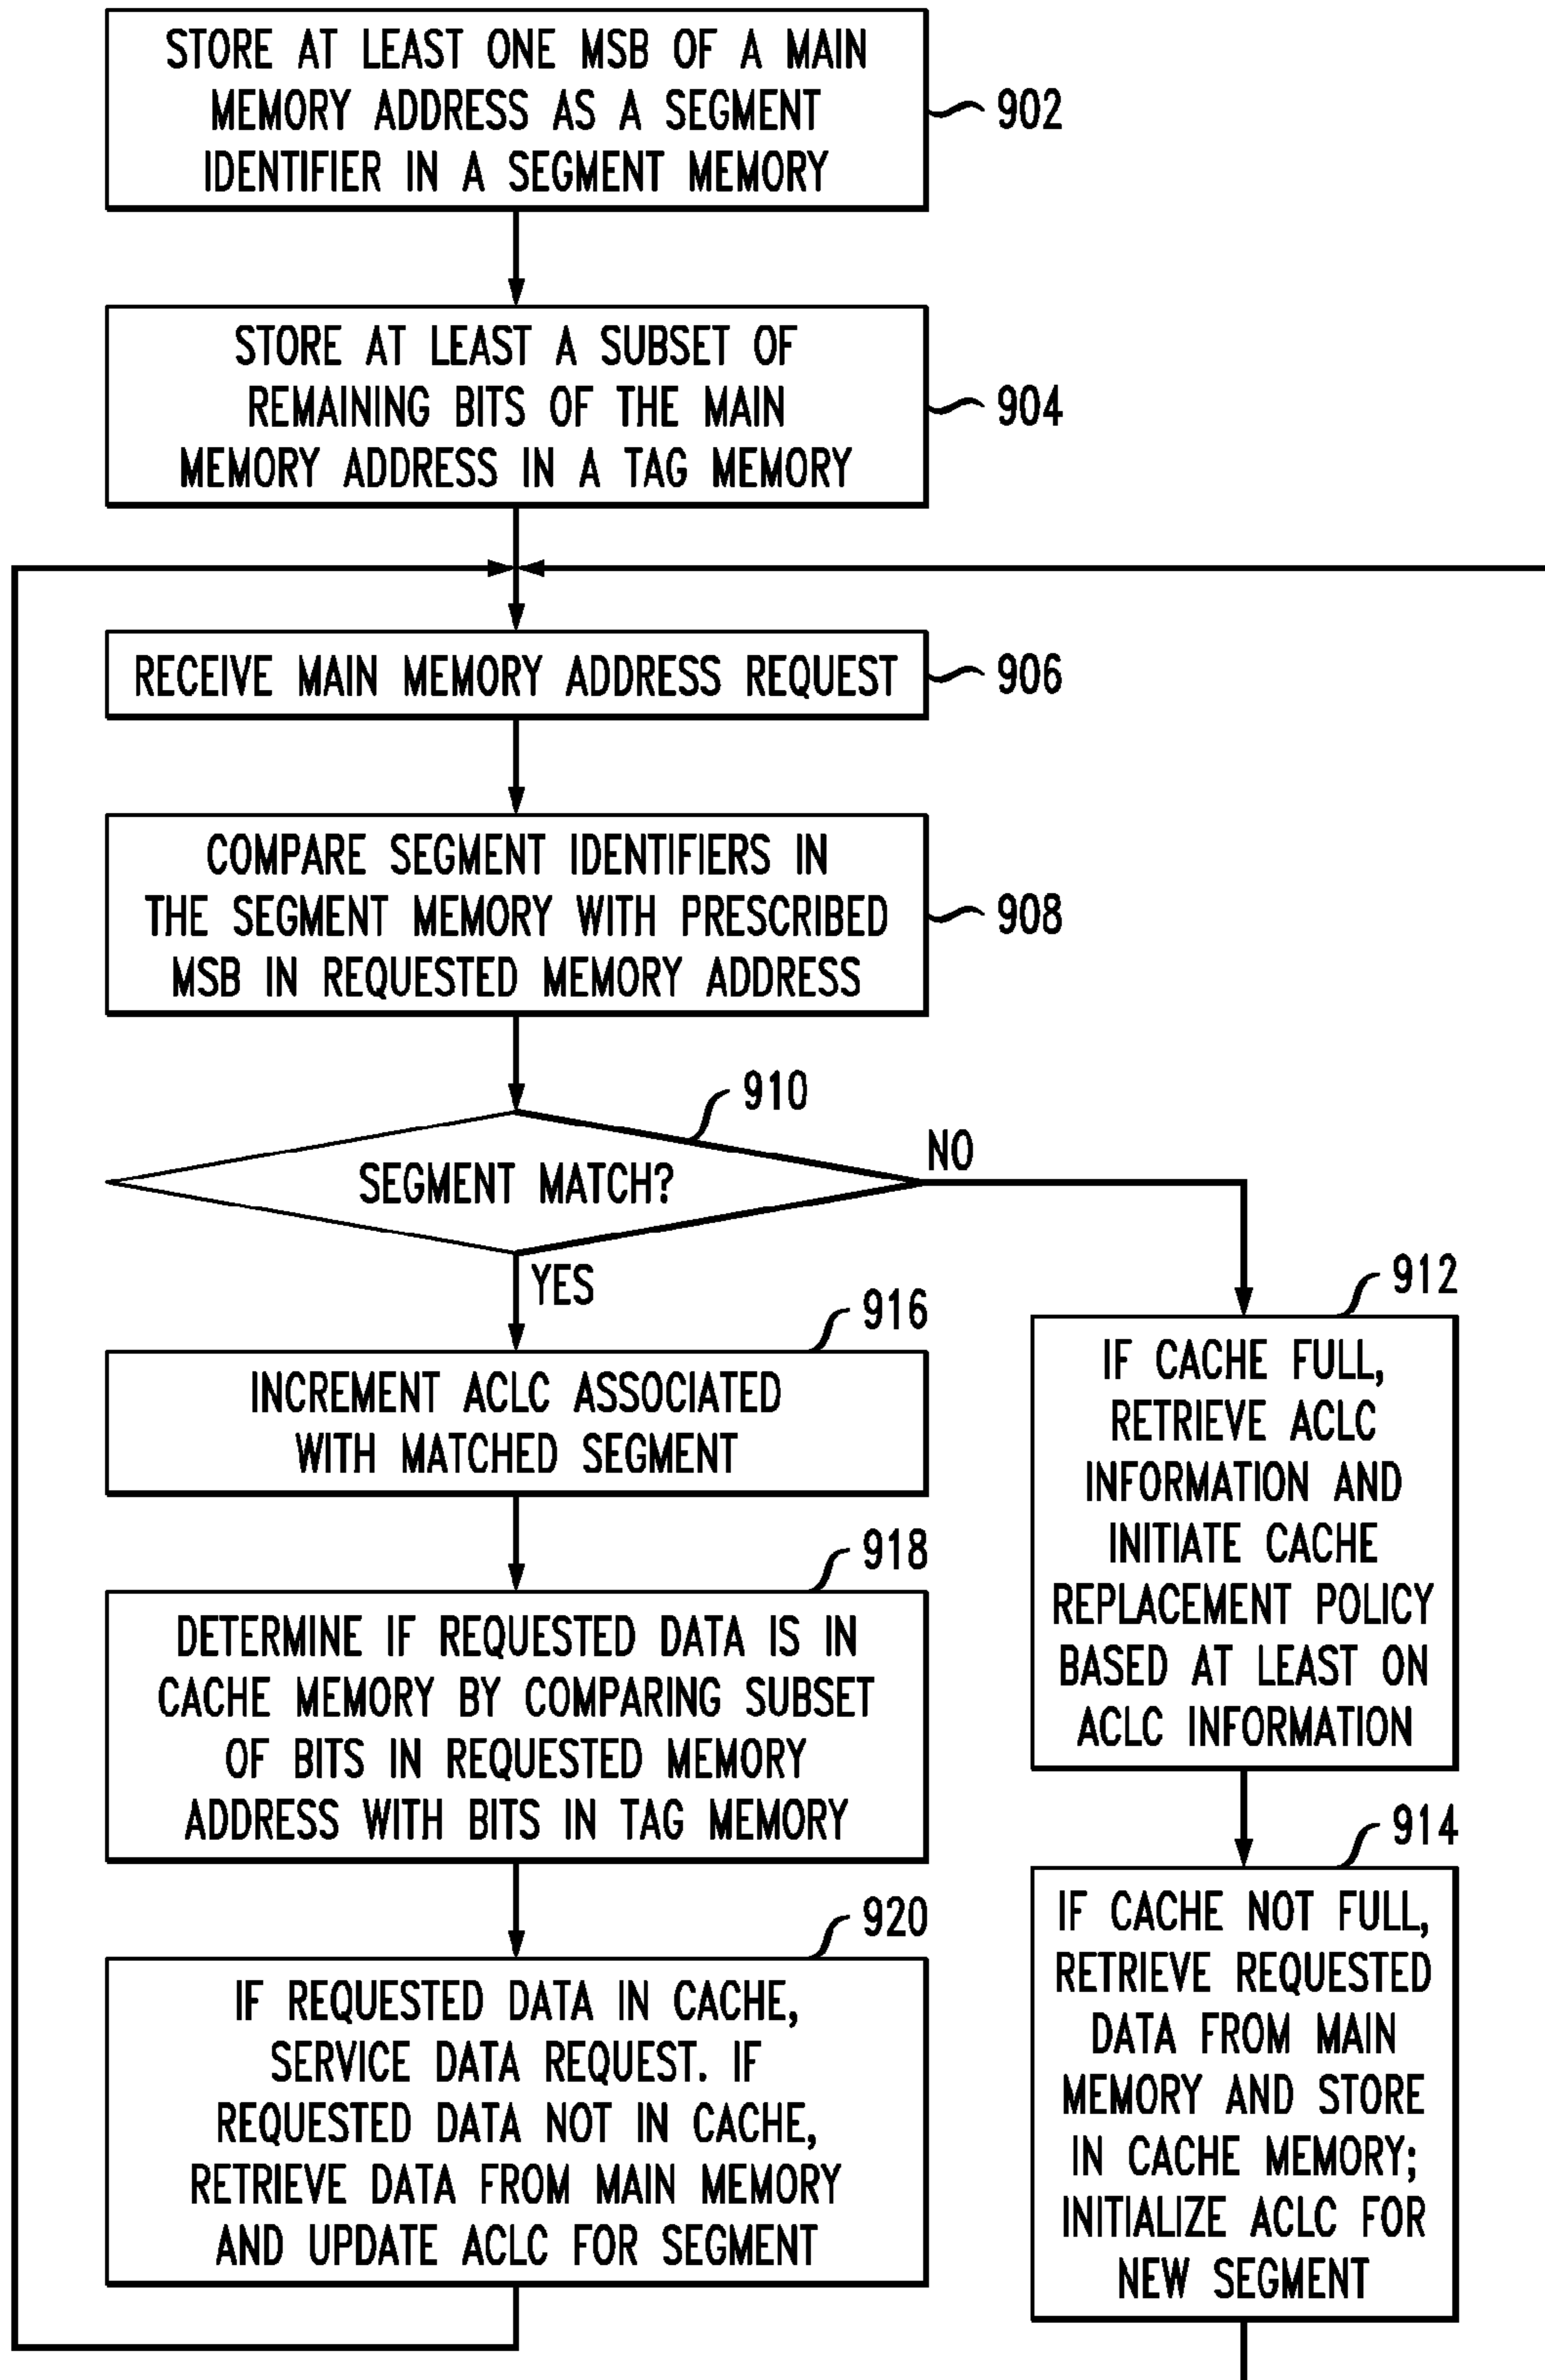 STORE AT LEAST ONE MSB OF A MAIN
MEMORY ADDRESS AS A SEGMENT
IDENTIFIER IN A SEGMENT MEMORY
902
STORE AT LEAST A SUBSET OF
REMAINING BITS OF THE MAIN
MEMORY ADDRESS IN A TAG MEMORY
904
RECEIVE MAIN MEMORY ADDRESS REQUEST
906
COMPARE SEGMENT IDENTIFIERS IN
THE SEGMENT MEMORY WITH PRESCRIBED
MSB IN REQUESTED MEMORY ADDRESS
908
910
SEGMENT MATCH?
NO
YES
912
IF CACHE FULL,
RETRIEVE ACLC
INFORMATION AND
INITIATE CACHE
REPLACEMENT POLICY
BASED AT LEAST ON
ACLC INFORMATION
914
IF CACHE NOT FULL,
RETRIEVE REQUESTED
DATA FROM MAIN
MEMORY AND STORE
IN CACHE MEMORY;
INITIALIZE ACLC FOR
NEW SEGMENT
916
INCREMENT ACLC ASSOCIATED
WITH MATCHED SEGMENT
918
DETERMINE IF REQUESTED DATA IS IN
CACHE MEMORY BY COMPARING SUBSET
OF BITS IN REQUESTED MEMORY
ADDRESS WITH BITS IN TAG MEMORY
920
IF REQUESTED DATA IN CACHE,
SERVICE DATA REQUEST. IF
REQUESTED DATA NOT IN CACHE,
RETRIEVE DATA FROM MAIN MEMORY
AND UPDATE ACLC FOR SEGMENT